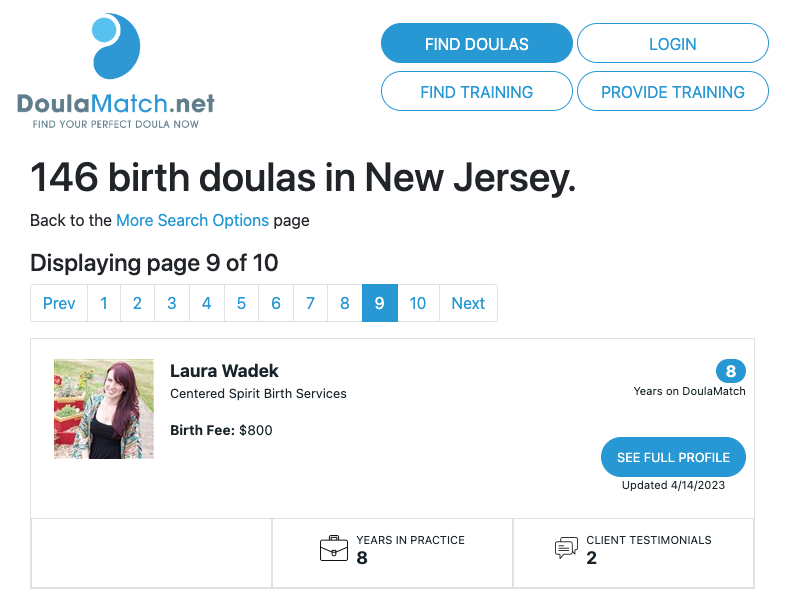 DoulaMatch.net
FIND YOUR PERFECT DOULA NOW
FIND DOULAS
LOGIN
FIND TRAINING
PROVIDE TRAINING
146 birth doulas in New Jersey.
Back to the More Search Options page
Displaying page 9 of 10
Prev 1 2 3 4 5 6 7 8 9 10 Next
Laura Wadek
Centered Spirit Birth Services
Birth Fee: $800
8
Years on DoulaMatch
SEE FULL PROFILE
Updated 4/14/2023
YEARS IN PRACTICE
8
CLIENT TESTIMONIALS
2